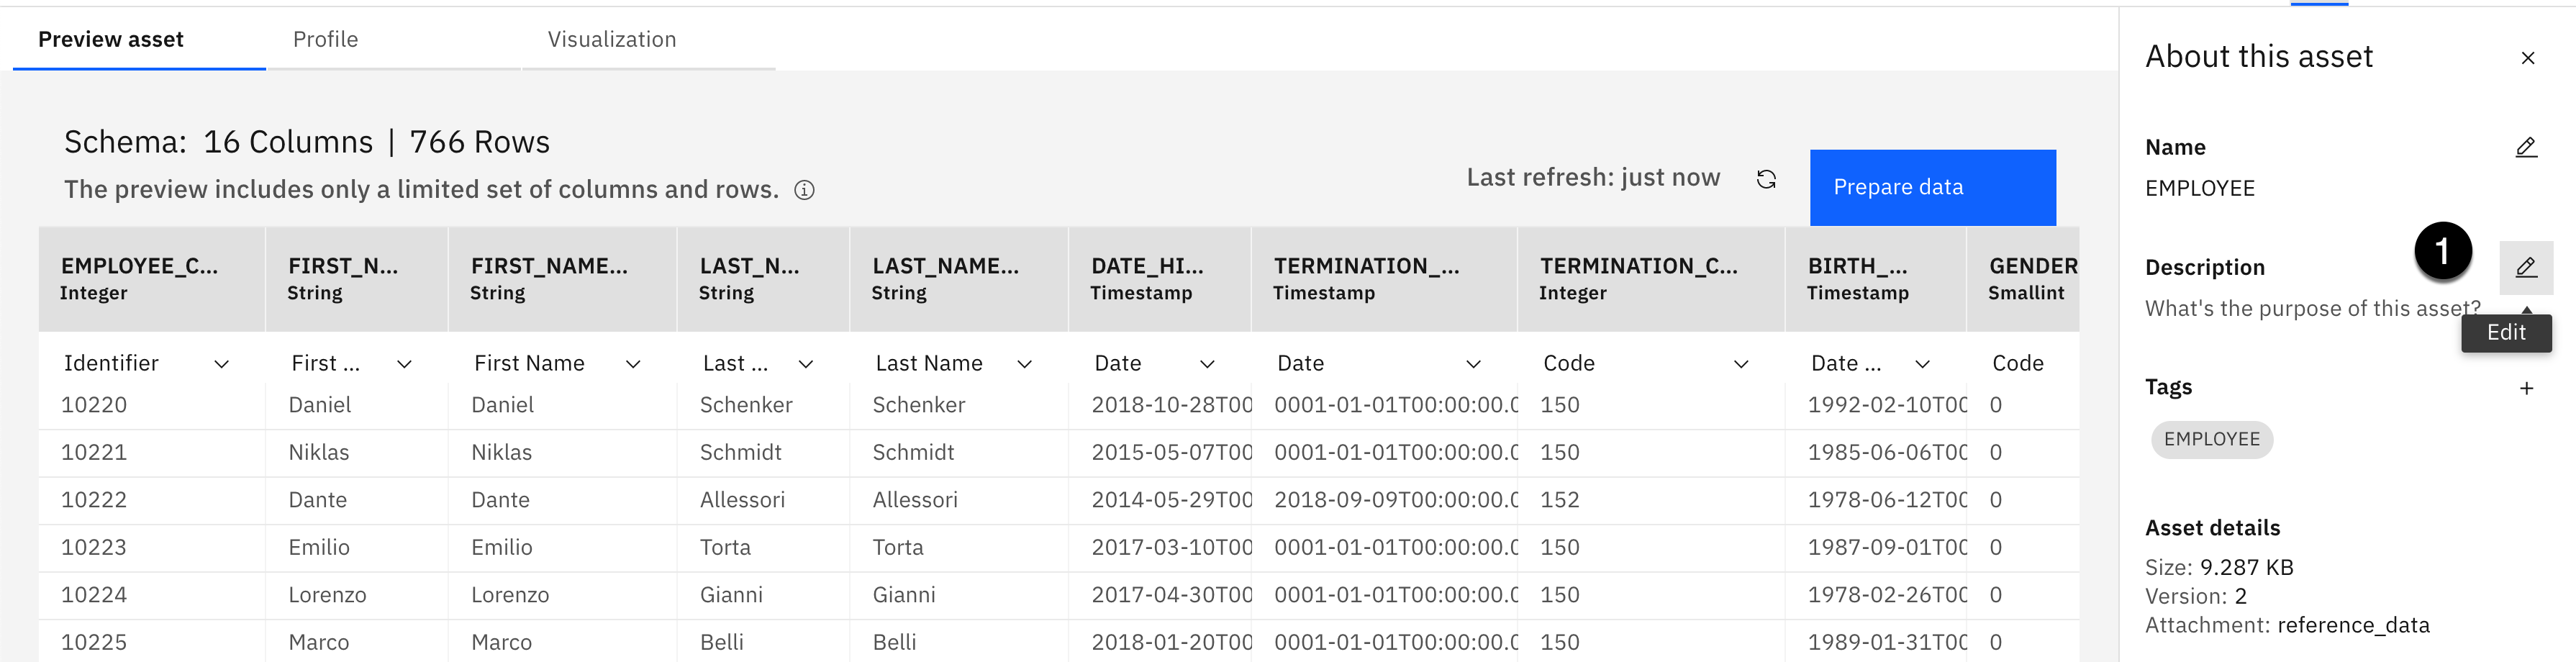 Preview asset Profile Visualization
Schema: 16 Columns | 766 Rows
The preview includes only a limited set of columns and rows.
Last refresh: just now
Prepare data
EMPLOYEE_C... FIRST_N... FIRST_NAME... LAST_N... LAST_NAME... DATE_HI... TERMINATION_... TERMINATION_C... BIRTH_... GENDER
Integer String String String String Timestamp Timestamp Integer Timestamp Smallint
Identifier First ... First Name Last ... Last Name Date Date Code Date ... Code
10220 Daniel Daniel Schenker Schenker 2018-10-28T00 0001-01-01T00:00:00.0 150 1992-02-10T00 0
10221 Niklas Niklas Schmidt Schmidt 2015-05-07T00 0001-01-01T00:00:00.0 150 1985-06-06T00 0
10222 Dante Dante Allessori Allessori 2014-05-29T00 2018-09-09T00:00:00.0 152 1978-06-12T00 0
10223 Emilio Emilio Torta Torta 2017-03-10T00 0001-01-01T00:00:00.0 150 1987-09-01T00 0
10224 Lorenzo Lorenzo Gianni Gianni 2017-04-30T00 0001-01-01T00:00:00.0 150 1978-02-26T00 0
10225 Marco Marco Belli Belli 2018-01-20T00 0001-01-01T00:00:00.0 150 1989-01-31T00 0
About this asset
Name
EMPLOYEE
1
Description
What's the purpose of this asset?
Edit
Tags
EMPLOYEE
Asset details
Size: 9.287 KB
Version: 2
Attachment: reference_data